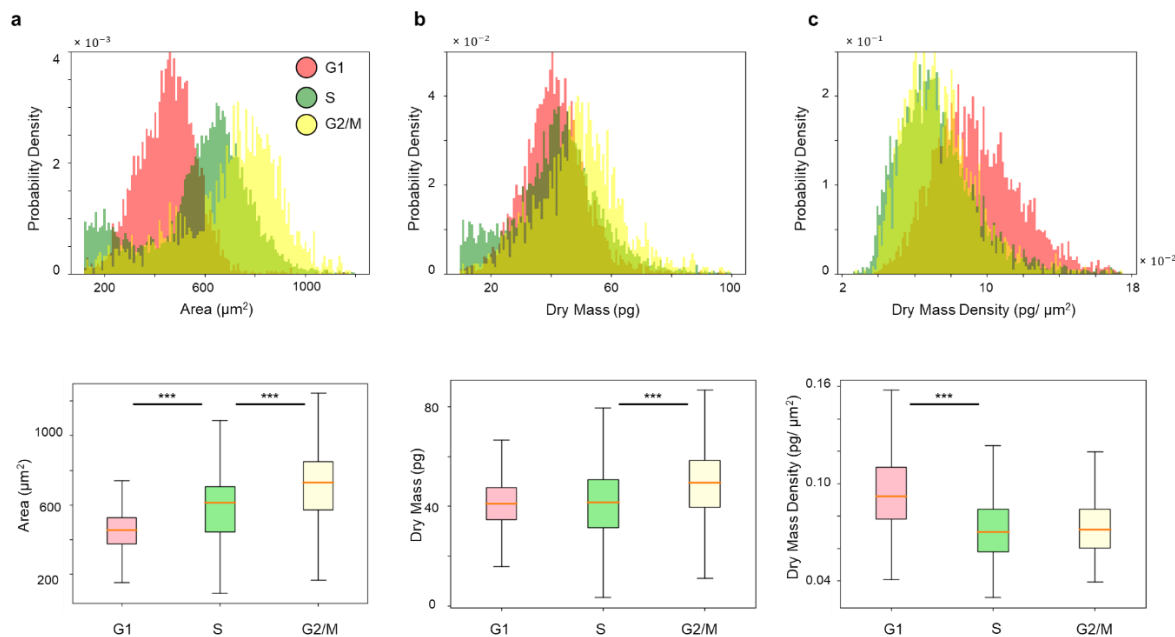 a
× 10⁻³
4
2
0
Probability Density
200
600
1000
Area (µm²)
G1
S
G2/M
b
× 10⁻²
4
2
0
Probability Density
20
60
100
Dry Mass (pg)
c
× 10⁻¹
2
1
0
Probability Density
2
10
18
× 10⁻²
Dry Mass Density (pg/ µm²)
***
***
1000
600
200
Area (µm²)
G1
S
G2/M
***
80
40
0
Dry Mass (pg)
G1
S
G2/M
***
0.16
0.10
0.04
Dry Mass Density (pg/ µm²)
G1
S
G2/M